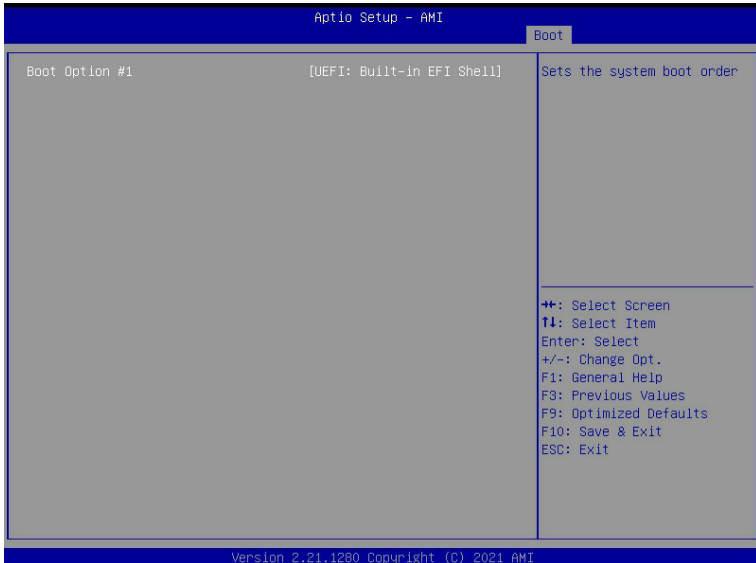 Aptio Setup - AMI
Boot
Boot Option #1 [UEFI: Built-in EFI Shell]
Sets the system boot order
→←: Select Screen
↑↓: Select Item
Enter: Select
+/-: Change Opt.
F1: General Help
F3: Previous Values
F9: Optimized Defaults
F10: Save & Exit
ESC: Exit
Version 2.21.1280 Copyright (C) 2021 AMI